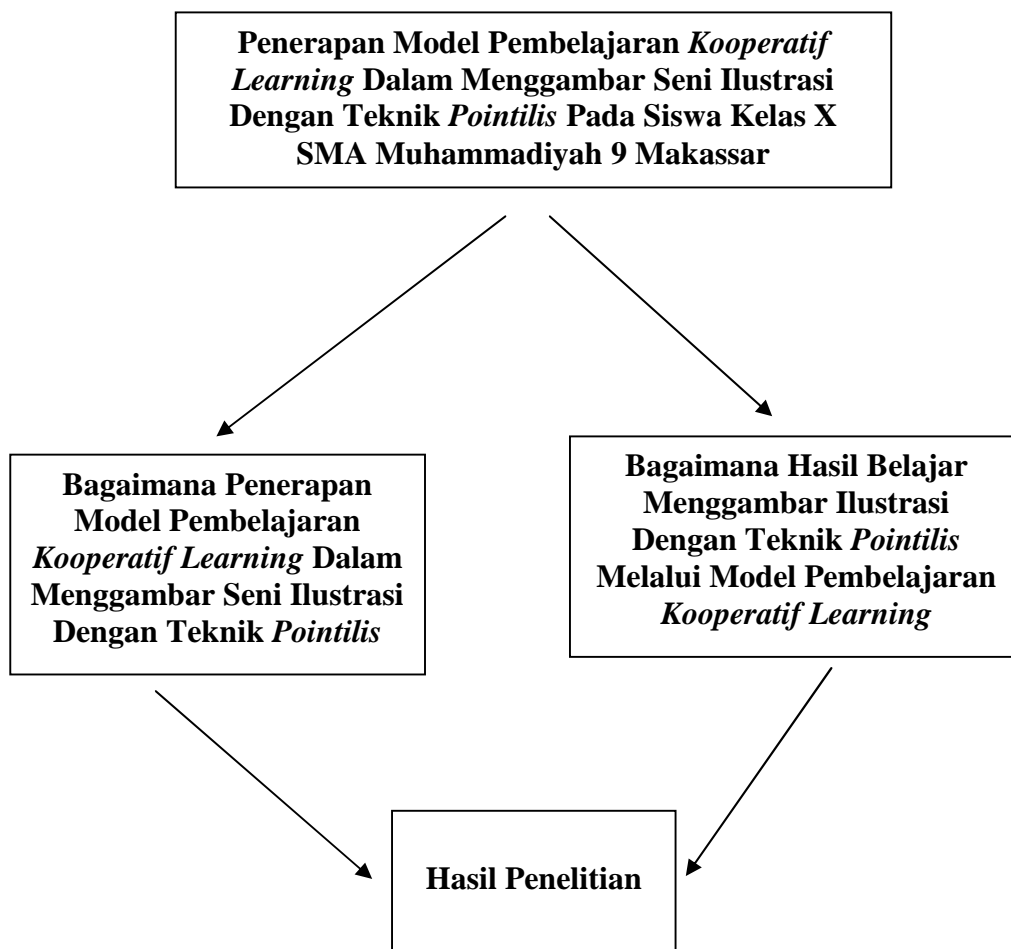 Penerapan Model Pembelajaran Kooperatif
Learning Dalam Menggambar Seni Ilustrasi
Dengan Teknik Pointilis Pada Siswa Kelas X
SMA Muhammadiyah 9 Makassar
Bagaimana Penerapan
Model Pembelajaran
Kooperatif Learning Dalam
Menggambar Seni Ilustrasi
Dengan Teknik Pointilis
Bagaimana Hasil Belajar
Menggambar Ilustrasi
Dengan Teknik Pointilis
Melalui Model Pembelajaran
Kooperatif Learning
Hasil Penelitian